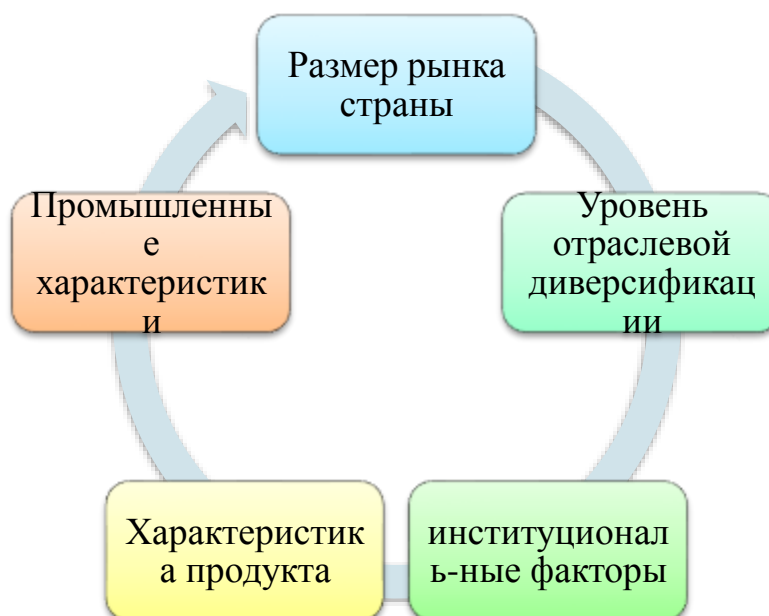 Размер рынка
страны
Уровень
отраслевой
диверсификац
ии
институционал
ь-ные факторы
Характеристик
а продукта
Промышленны
е
характеристик
и